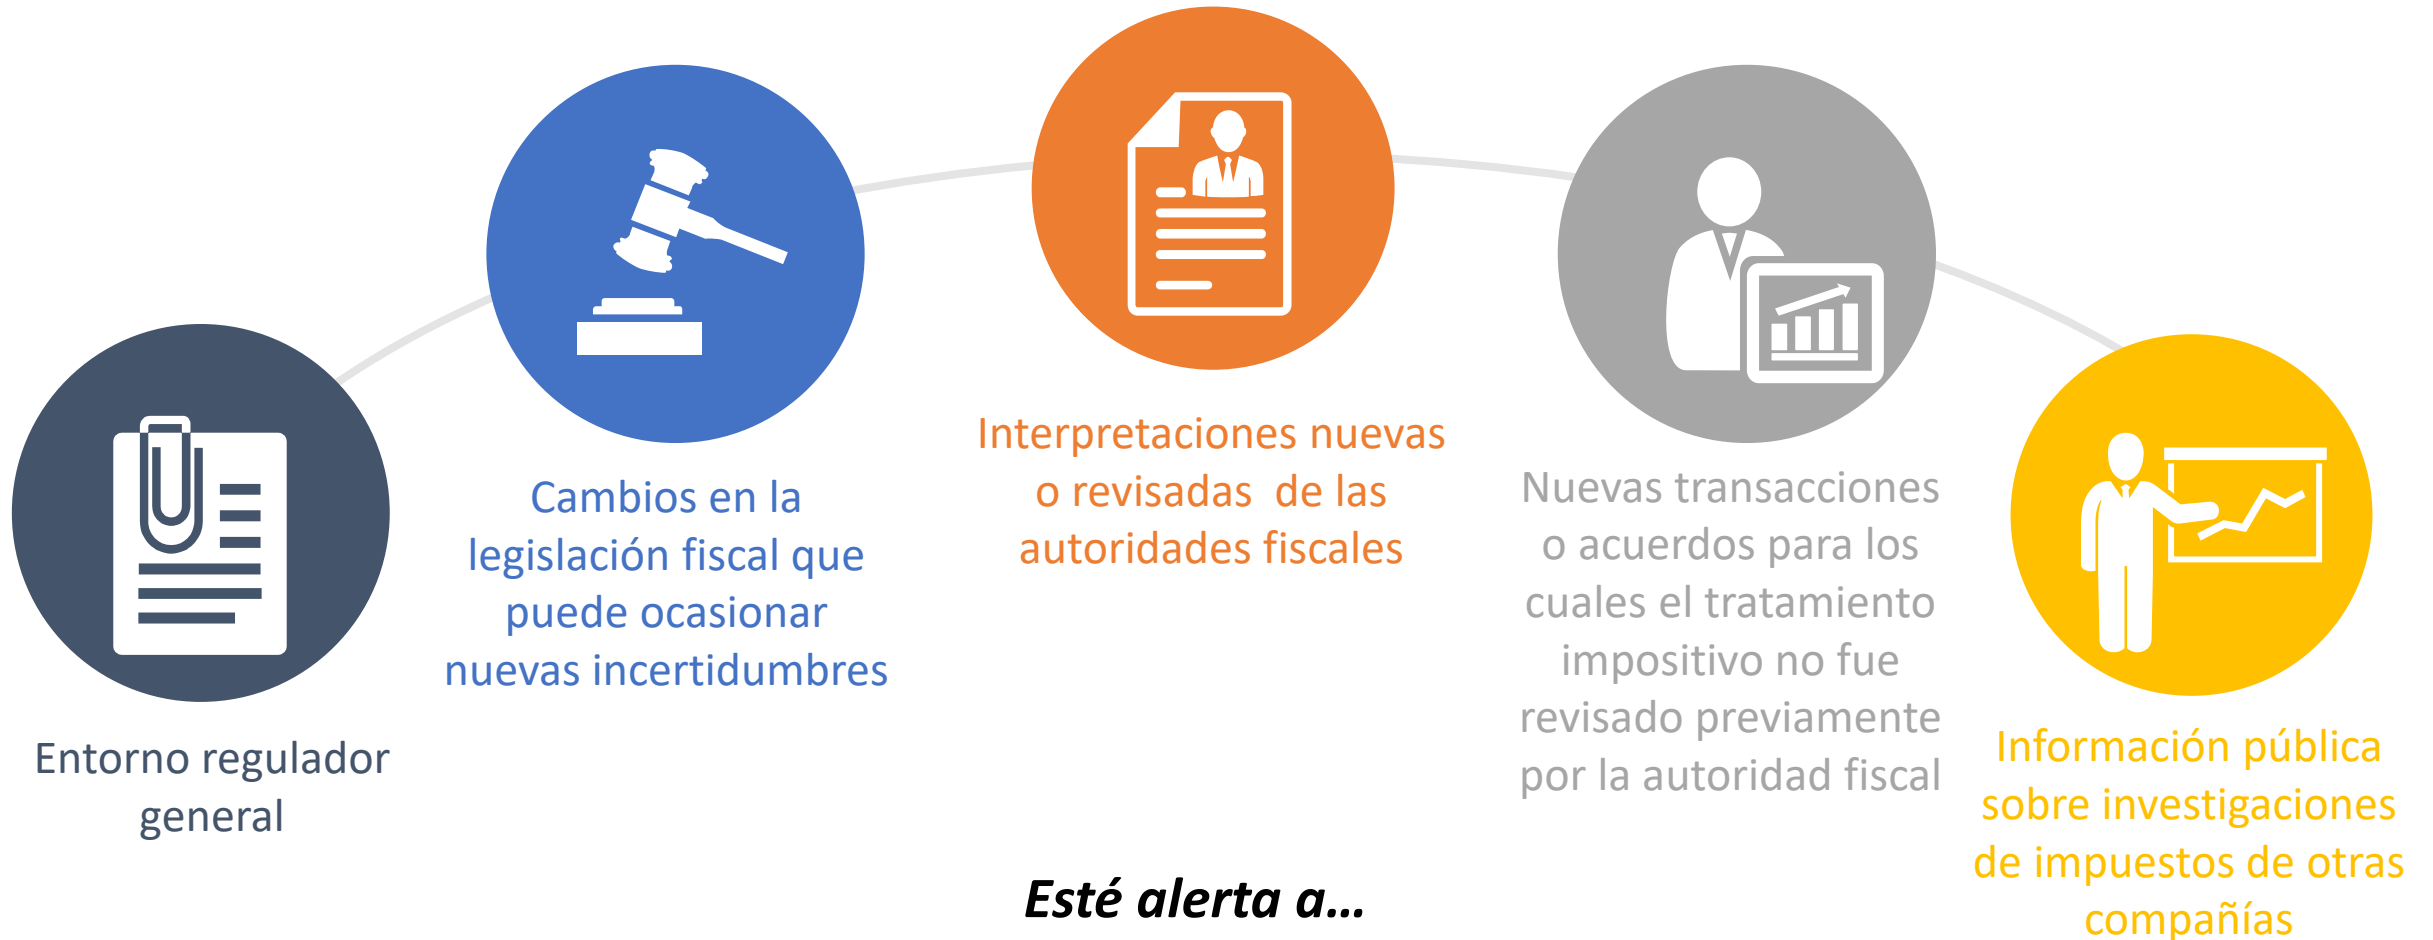 Entorno regulador
general
Cambios en la
legislación fiscal que
puede ocasionar
nuevas incertidumbres
Interpretaciones nuevas
o revisadas  de las
autoridades fiscales
Nuevas transacciones
o acuerdos para los
cuales el tratamiento
impositivo no fue
revisado previamente
por la autoridad fiscal
Información pública
sobre investigaciones
de impuestos de otras
compañías
Esté alerta a…